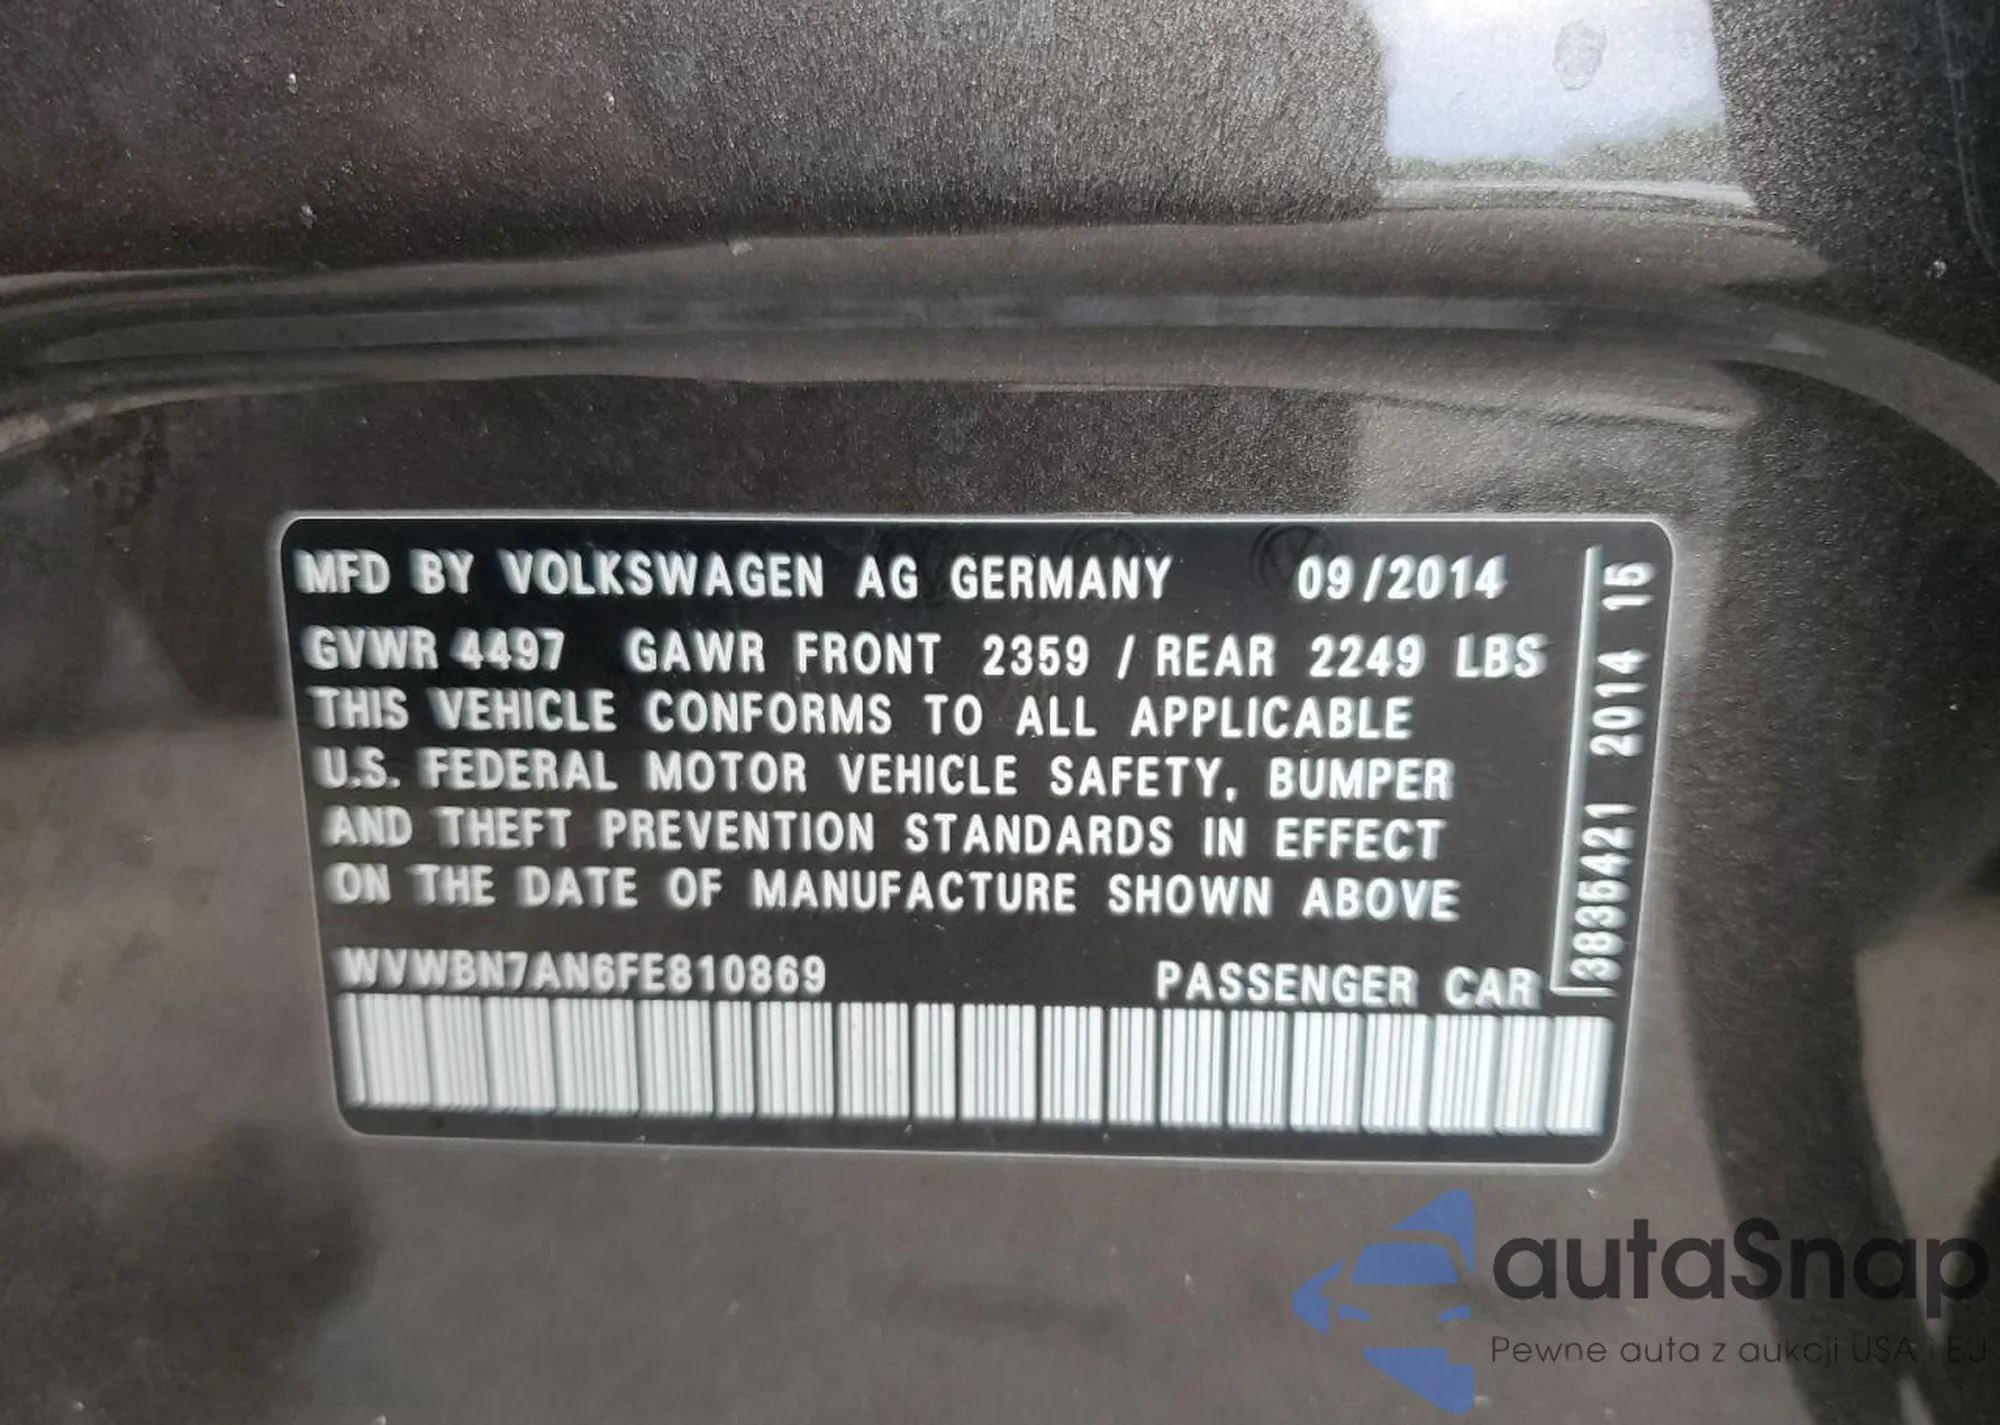 MFD BY VOLKSWAGEN AG GERMANY 09/2014
GVWR 4497 GAWR FRONT 2359 / REAR 2249 LBS
THIS VEHICLE CONFORMS TO ALL APPLICABLE
U.S. FEDERAL MOTOR VEHICLE SAFETY, BUMPER
AND THEFT PREVENTION STANDARDS IN EFFECT
ON THE DATE OF MANUFACTURE SHOWN ABOVE
WVWBN7AN6FE810869 PASSENGER CAR
3835421 2014 15
autaSnap
Pewne auta z aukcji USA i EU